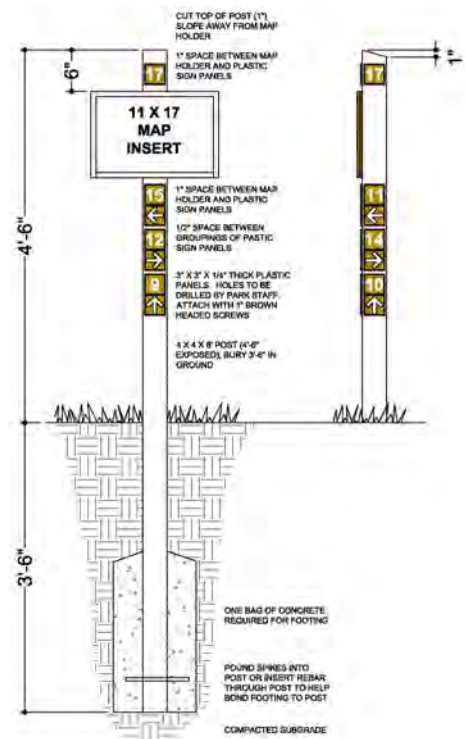 CUT TOP OF POST (1")
SLOPE AWAY FROM MAP
HOLDER
1" SPACE BETWEEN MAP
HOLDER AND PLASTIC
SIGN PANELS
17
17
1"
6"
11 X 17
MAP
INSERT
4'-6"
15
12
9
1" SPACE BETWEEN MAP
HOLDER AND PLASTIC
SIGN PANELS
1/2" SPACE BETWEEN
GROUPINGS OF PASTIC
SIGN PANELS
3" X 3" X 1/4" THICK PLASTIC
PANELS. HOLES TO BE
DRILLED BY PARK STAFF.
ATTACH WITH 1" BROWN
HEADED SCREWS
11
14
10
4 X 4 X 8' POST (4'-6"
EXPOSED), BURY 3'-6" IN
GROUND
3'-6"
ONE BAG OF CONCRETE
REQUIRED FOR FOOTING
POUND SPIKES INTO
POST OR INSERT REBAR
THROUGH POST TO HELP
BOND FOOTING TO POST
COMPACTED SUBGRADE